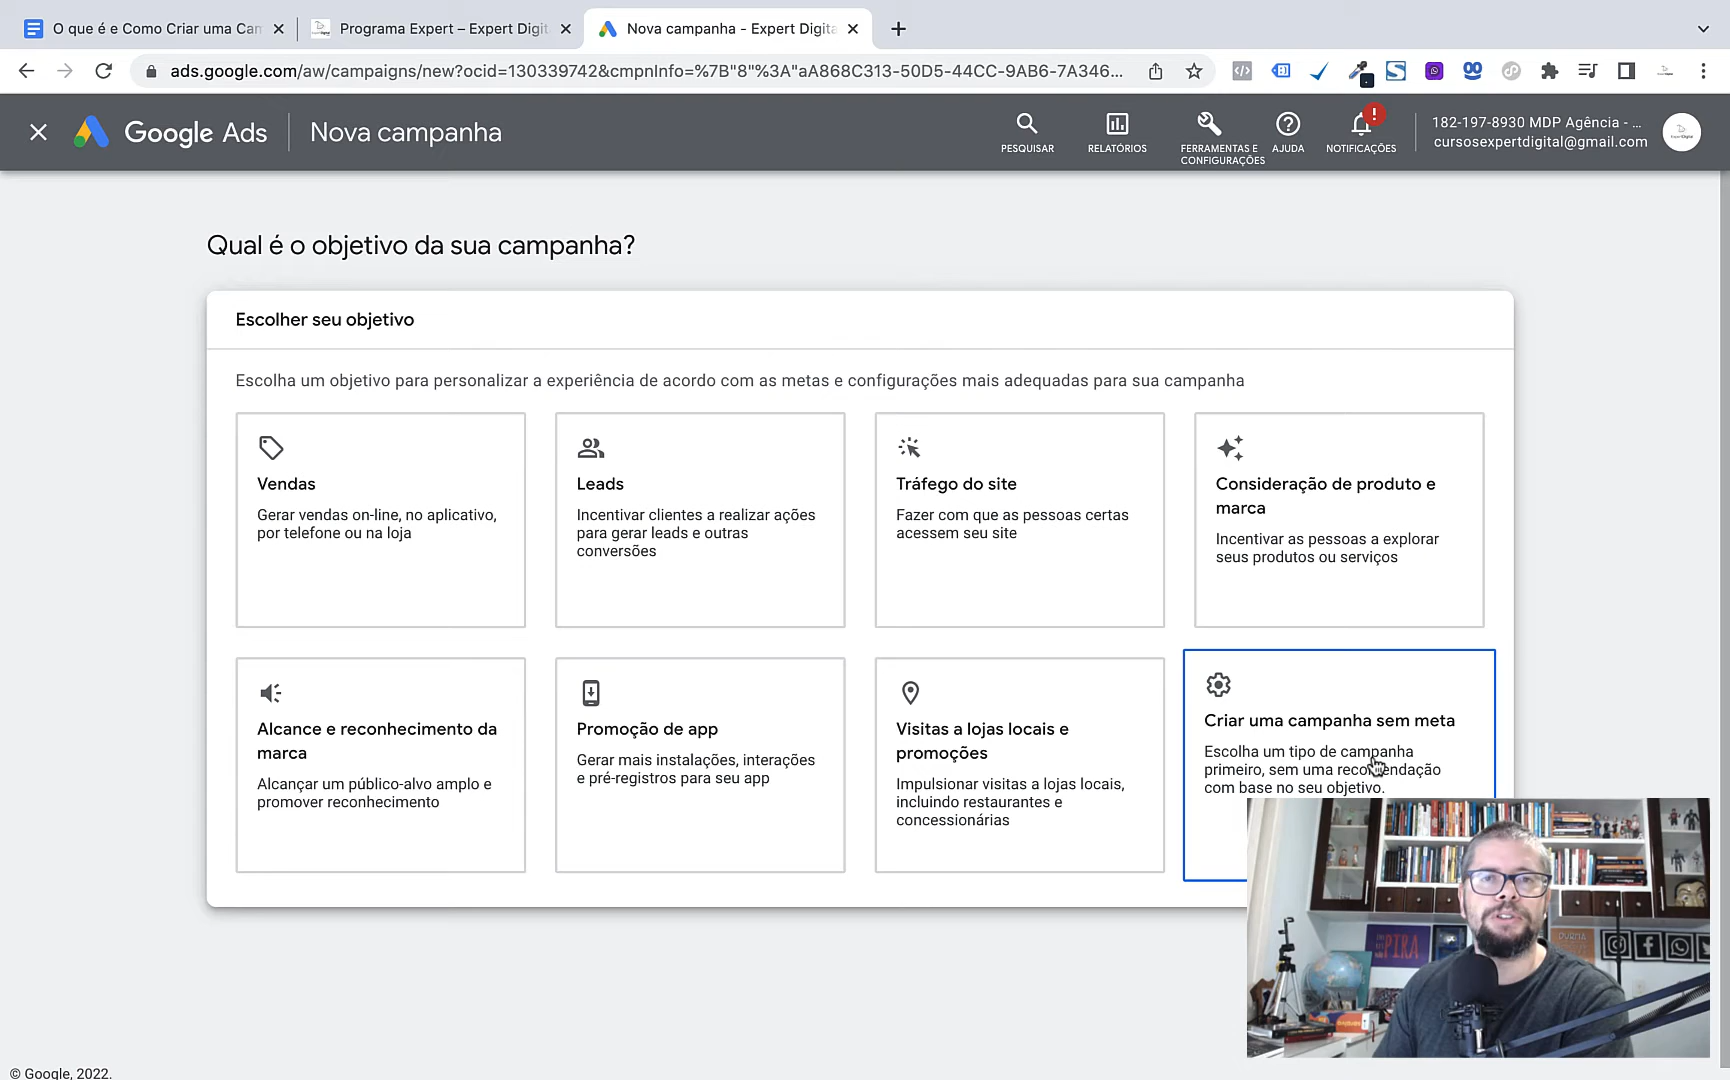 O que é e Como Criar uma Can
Programa Expert – Expert Digit
Nova campanha - Expert Digita
ads.google.com/aw/campaigns/new?ocid=130339742&cmpnInfo=%7B"8"%3A"aA868C313-50D5-44CC-9AB6-7A346...
Google Ads
Nova campanha
PESQUISAR
RELATÓRIOS
FERRAMENTAS E
CONFIGURAÇÕES
AJUDA
NOTIFICAÇÕES
182-197-8930 MDP Agência - ...
cursosexpertdigital@gmail.com
Qual é o objetivo da sua campanha?
Escolher seu objetivo
Escolha um objetivo para personalizar a experiência de acordo com as metas e configurações mais adequadas para sua campanha
Vendas
Gerar vendas on-line, no aplicativo,
por telefone ou na loja
Leads
Incentivar clientes a realizar ações
para gerar leads e outras
conversões
Tráfego do site
Fazer com que as pessoas certas
acessem seu site
Consideração de produto e
marca
Incentivar as pessoas a explorar
seus produtos ou serviços
Alcance e reconhecimento da
marca
Alcançar um público-alvo amplo e
promover reconhecimento
Promoção de app
Gerar mais instalações, interações
e pré-registros para seu app
Visitas a lojas locais e
promoções
Impulsionar visitas a lojas locais,
incluindo restaurantes e
concessionárias
Criar uma campanha sem meta
Escolha um tipo de campanha
primeiro, sem uma recomendação
com base no seu objetivo.
PIRA
© Google, 2022.